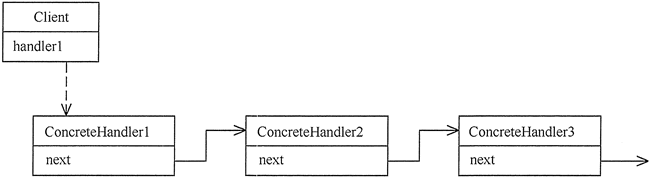 Client
handler1
ConcreteHandler1
next
ConcreteHandler2
next
ConcreteHandler3
next